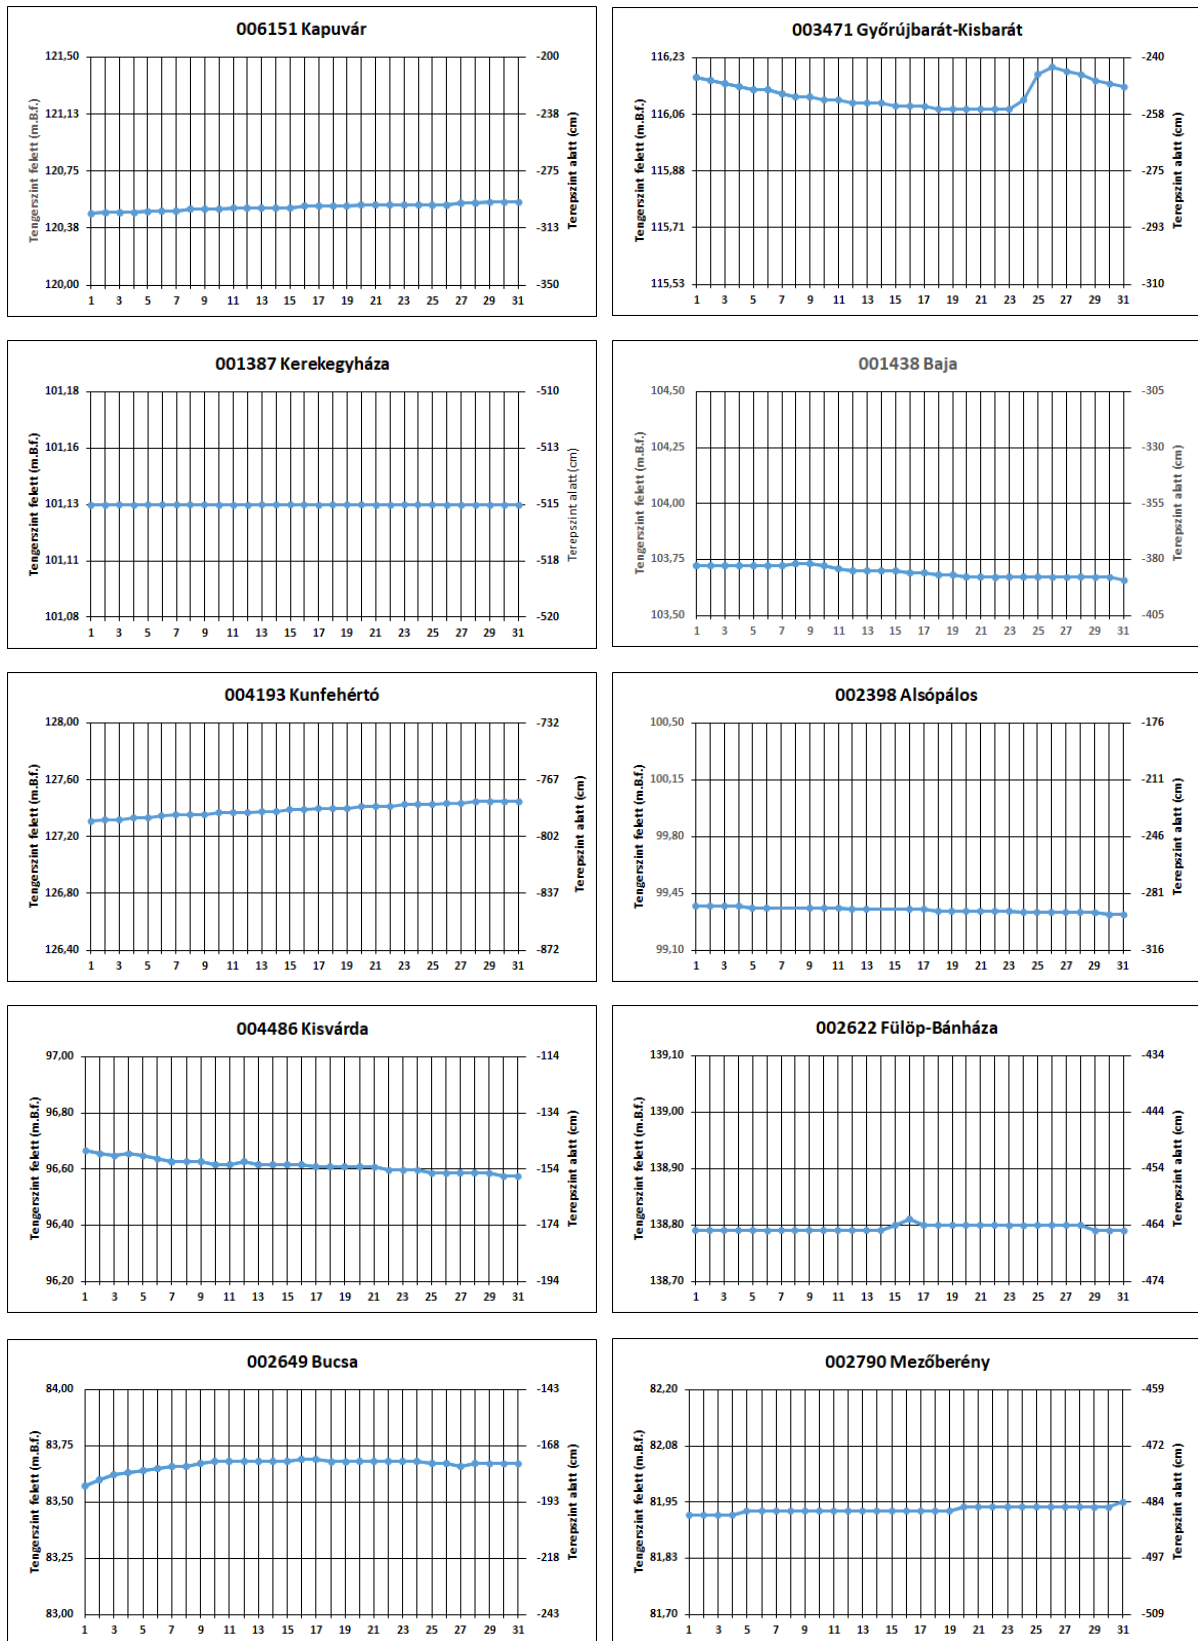 006151 Kapuvár
Tengerszint felett (m.B.f.)
121,50
121,13
120,75
120,38
120,00
-200
-238
-275
-313
-350
Terepszint alatt (cm)
1 3 5 7 9 11 13 15 17 19 21 23 25 27 29 31
003471 Győrújbarát-Kisbarát
Tengerszint felett (m.B.f.)
116,23
116,06
115,88
115,71
115,53
-240
-258
-275
-293
-310
Terepszint alatt (cm)
1 3 5 7 9 11 13 15 17 19 21 23 25 27 29 31
001387 Kerekegyháza
Tengerszint felett (m.B.f.)
101,18
101,16
101,13
101,11
101,08
-510
-513
-515
-518
-520
Terepszint alatt (cm)
1 3 5 7 9 11 13 15 17 19 21 23 25 27 29 31
001438 Baja
Tengerszint felett (m.B.f.)
104,50
104,25
104,00
103,75
103,50
-305
-330
-355
-380
-405
Terepszint alatt (cm)
1 3 5 7 9 11 13 15 17 19 21 23 25 27 29 31
004193 Kunfehértó
Tengerszint felett (m.B.f.)
128,00
127,60
127,20
126,80
126,40
-732
-767
-802
-837
-872
Terepszint alatt (cm)
1 3 5 7 9 11 13 15 17 19 21 23 25 27 29 31
002398 Alsópálos
Tengerszint felett (m.B.f.)
100,50
100,15
99,80
99,45
99,10
-176
-211
-246
-281
-316
Terepszint alatt (cm)
1 3 5 7 9 11 13 15 17 19 21 23 25 27 29 31
004486 Kisvárda
Tengerszint felett (m.B.f.)
97,00
96,80
96,60
96,40
96,20
-114
-134
-154
-174
-194
Terepszint alatt (cm)
1 3 5 7 9 11 13 15 17 19 21 23 25 27 29 31
002622 Fülöp-Bánháza
Tengerszint felett (m.B.f.)
139,10
139,00
138,90
138,80
138,70
-434
-444
-454
-464
-474
Terepszint alatt (cm)
1 3 5 7 9 11 13 15 17 19 21 23 25 27 29 31
002649 Bucsa
Tengerszint felett (m.B.f.)
84,00
83,75
83,50
83,25
83,00
-143
-168
-193
-218
-243
Terepszint alatt (cm)
1 3 5 7 9 11 13 15 17 19 21 23 25 27 29 31
002790 Mezőberény
Tengerszint felett (m.B.f.)
82,20
82,08
81,95
81,83
81,70
-459
-472
-484
-497
-509
Terepszint alatt (cm)
1 3 5 7 9 11 13 15 17 19 21 23 25 27 29 31